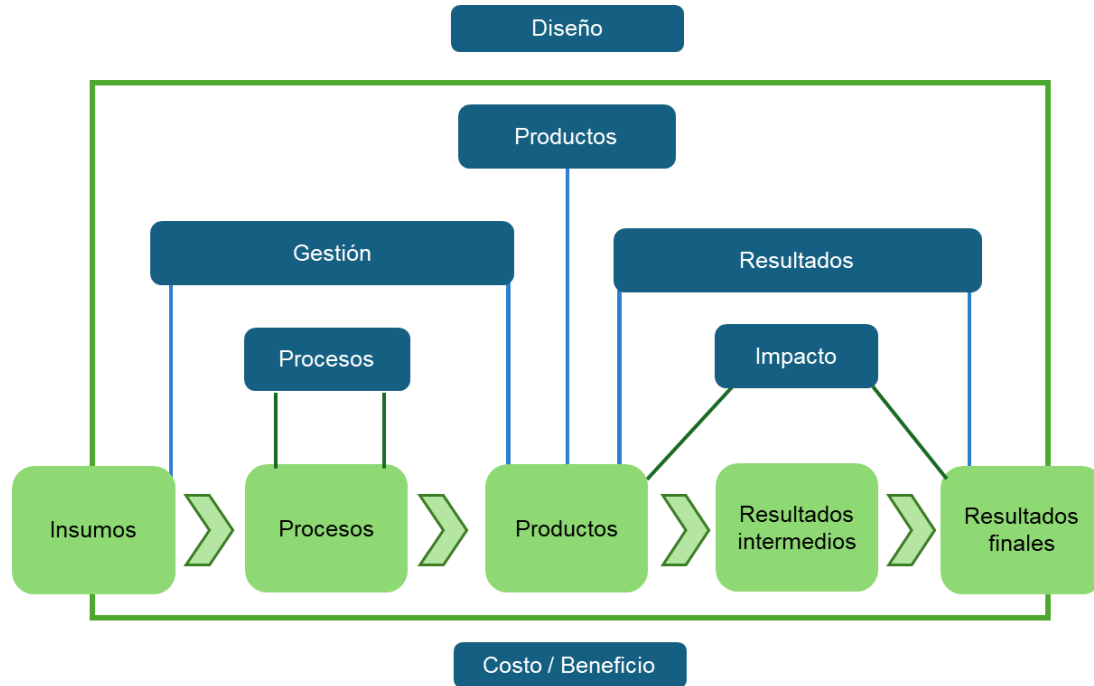 Diseño
Productos
Gestión
Resultados
Procesos
Impacto
Insumos
Procesos
Productos
Resultados
intermedios
Resultados
finales
Costo / Beneficio